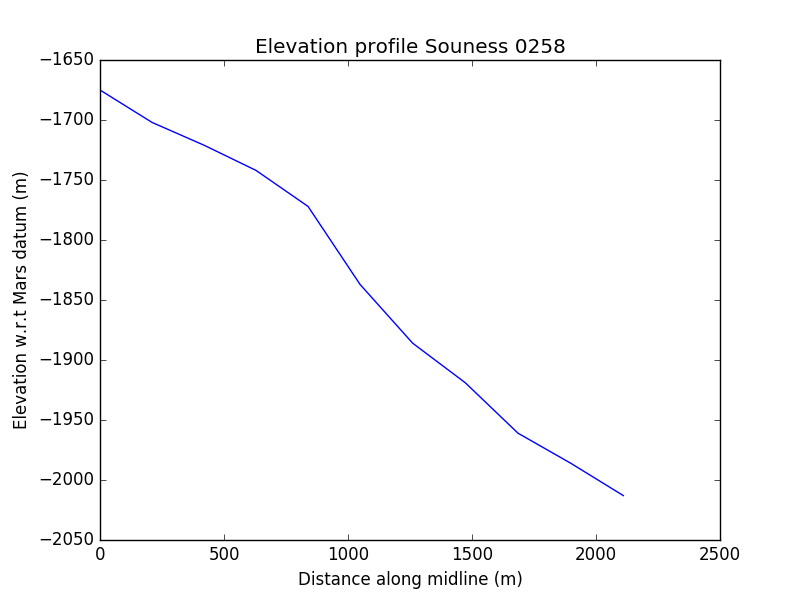 Elevation profile Souness 0258
−1650
−1700
−1750
−1800
−1850
−1900
−1950
−2000
−2050
Elevation w.r.t Mars datum (m)
0 500 1000 1500 2000 2500
Distance along midline (m)